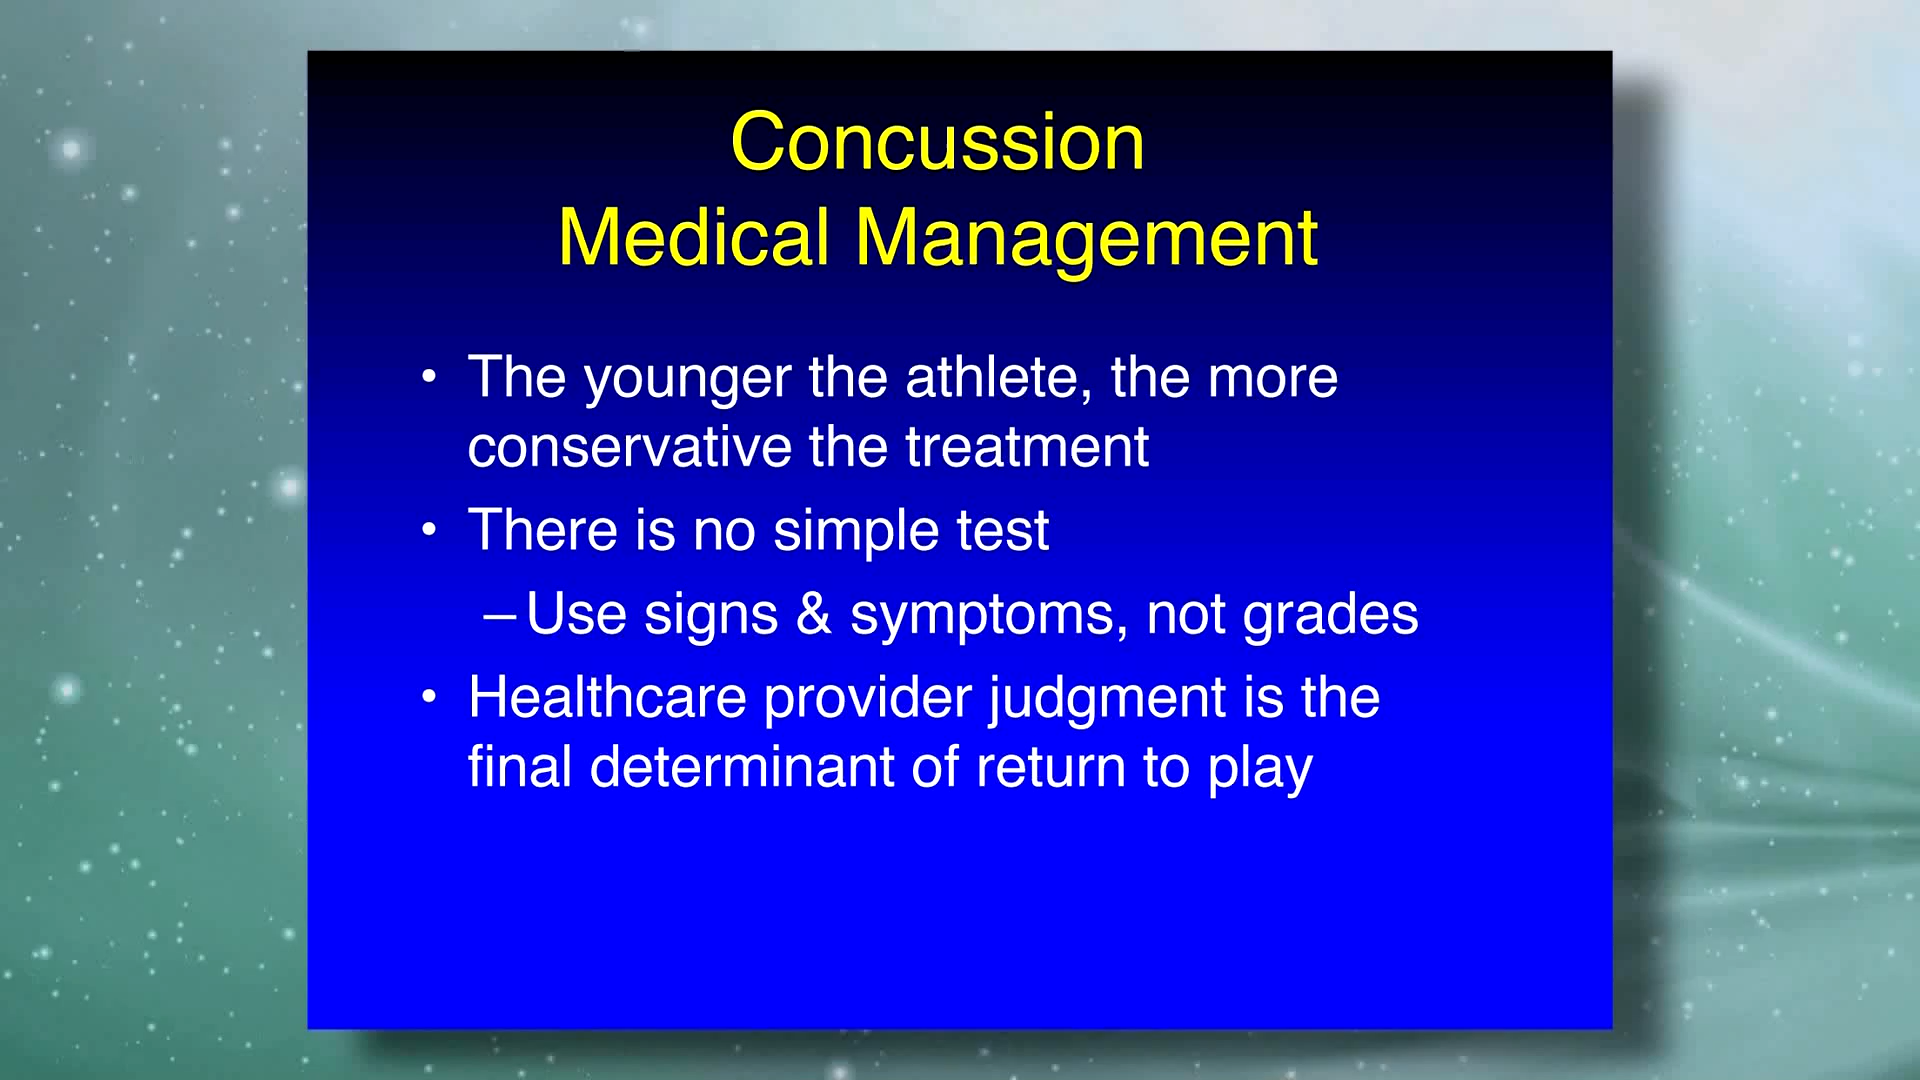 Concussion
Medical Management
• The younger the athlete, the more
conservative the treatment
• There is no simple test
– Use signs & symptoms, not grades
• Healthcare provider judgment is the
final determinant of return to play